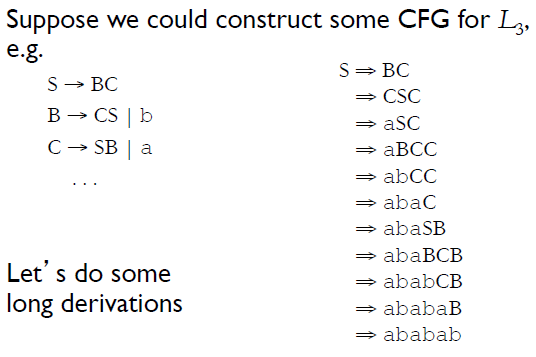 Suppose we could construct some CFG for L₃,
e.g.
S → BC
B → CS | b
C → SB | a
. . .
Let's do some
long derivations
S ⇒ BC
⇒ CSC
⇒ aSC
⇒ aBCC
⇒ abCC
⇒ abaC
⇒ abaSB
⇒ abaBCB
⇒ ababCB
⇒ ababaB
⇒ ababab